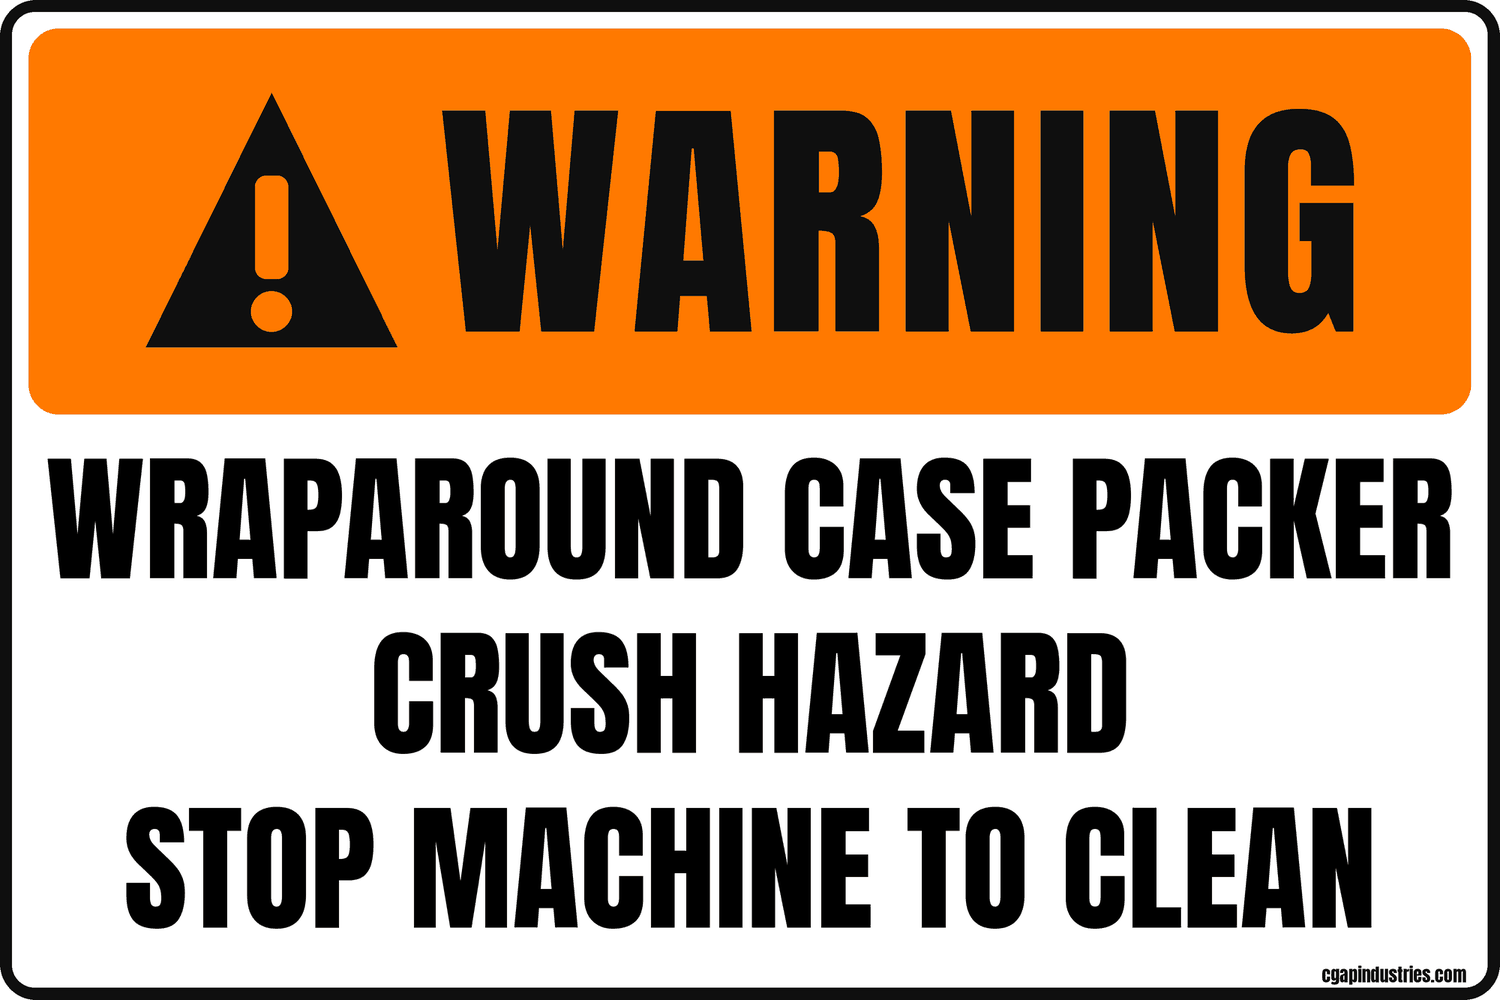 WARNING
WRAPAROUND CASE PACKER
CRUSH HAZARD
STOP MACHINE TO CLEAN
cgapindustries.com